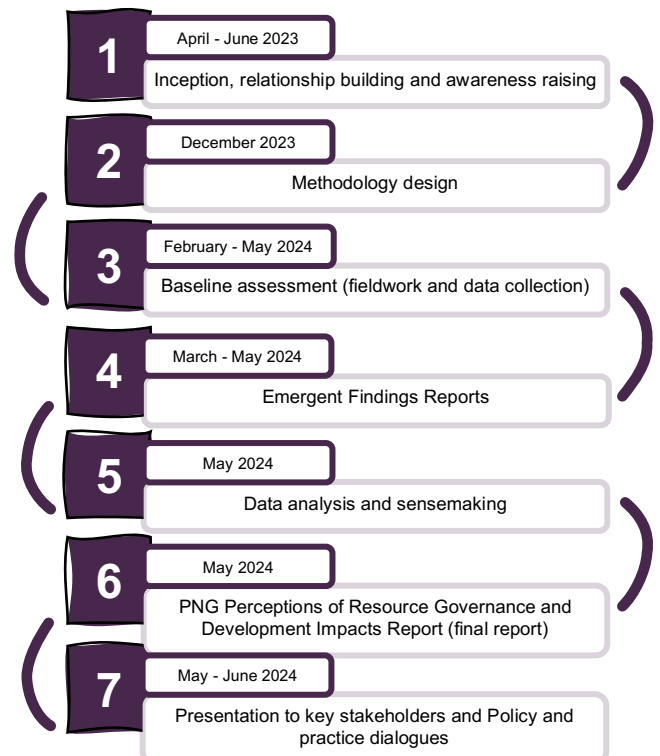 1
April - June 2023
Inception, relationship building and awareness raising
2
December 2023
Methodology design
3
February - May 2024
Baseline assessment (fieldwork and data collection)
4
March - May 2024
Emergent Findings Reports
5
May 2024
Data analysis and sensemaking
6
May 2024
PNG Perceptions of Resource Governance and
Development Impacts Report (final report)
7
May - June 2024
Presentation to key stakeholders and Policy and
practice dialogues